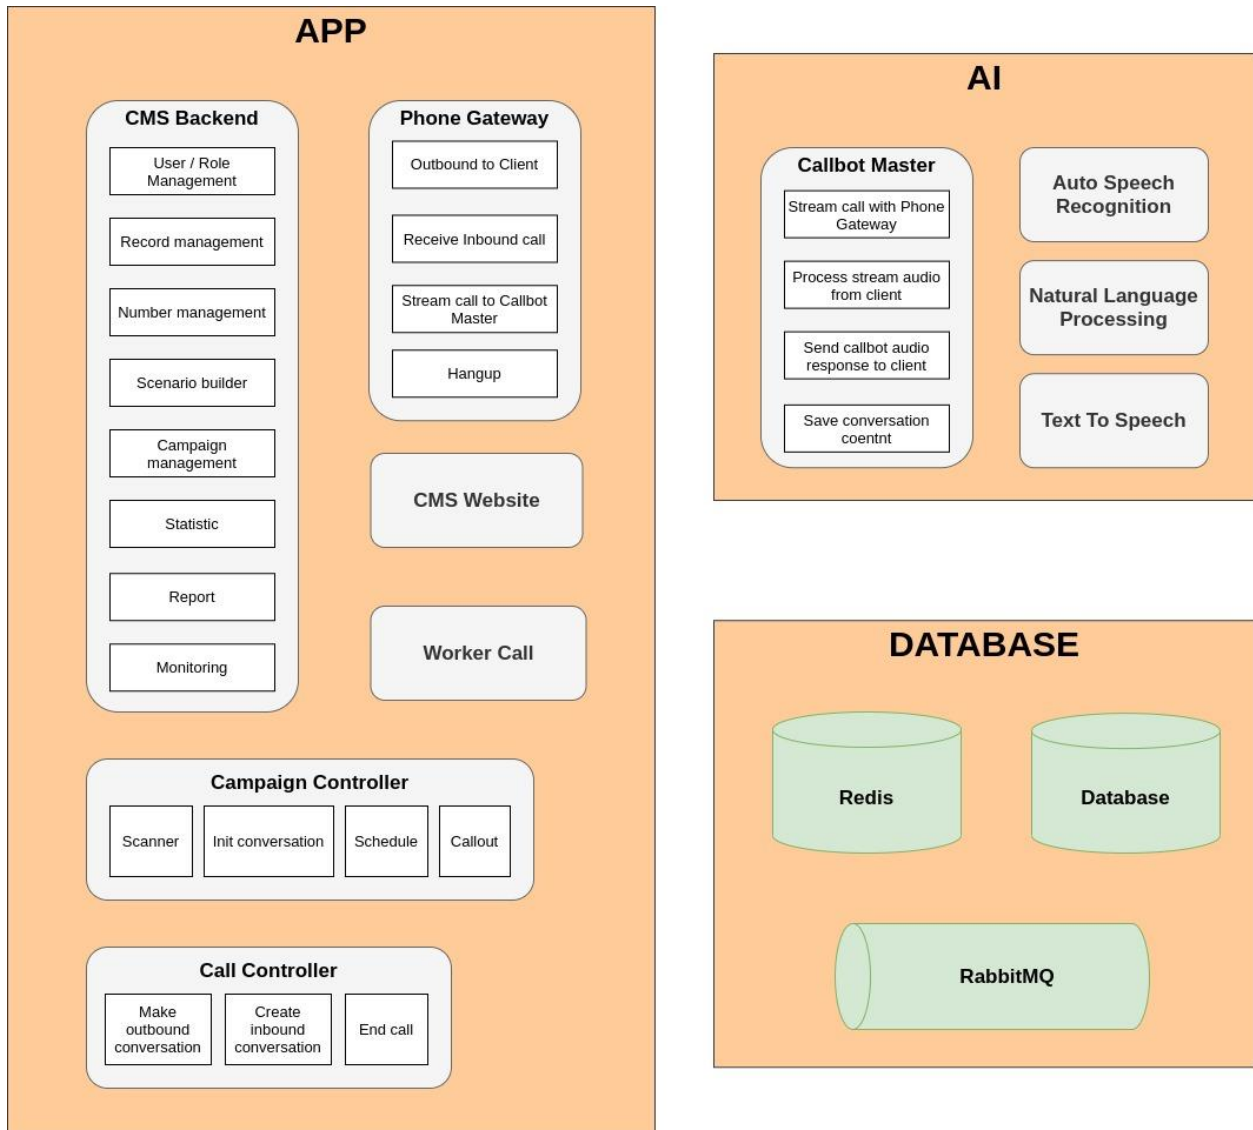 APP
CMS Backend
User / Role
Management
Record management
Number management
Scenario builder
Campaign
management
Statistic
Report
Monitoring
Phone Gateway
Outbound to Client
Receive Inbound call
Stream call to Callbot
Master
Hangup
CMS Website
Worker Call
Campaign Controller
Scanner
Init conversation
Schedule
Callout
Call Controller
Make
outbound
conversation
Create
inbound
conversation
End call
AI
Callbot Master
Stream call with Phone
Gateway
Process stream audio
from client
Send callbot audio
response to client
Save conversation
coentnt
Auto Speech
Recognition
Natural Language
Processing
Text To Speech
DATABASE
Redis
Database
RabbitMQ